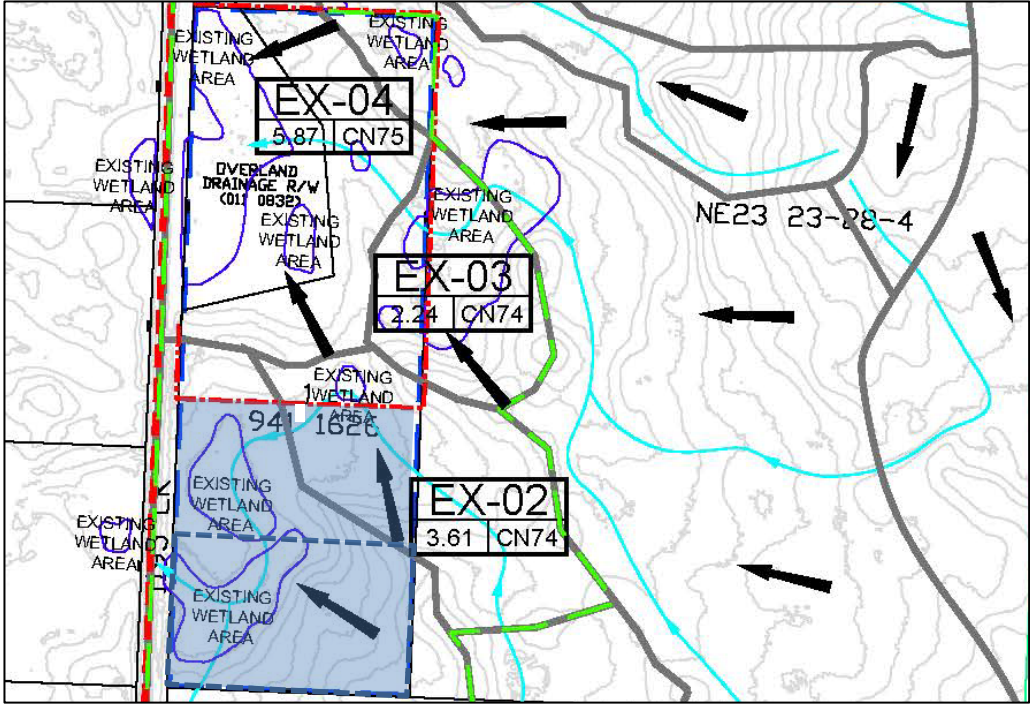 EXISTING
WETLAND
AREA
EXISTING
WETLAND
AREA
EX-04
5.87 CN75
EXISTING
WETLAND
AREA
OVERLAND
DRAINAGE R/W
(011 0832)
EXISTING
WETLAND
AREA
EXISTING
WETLAND
AREA
NE23 23-28-4
EX-03
2.24 CN74
EXISTING
WETLAND
AREA
941 1626
EXISTING
WETLAND
AREA
EX-02
3.61 CN74
EXISTING
WETLAND
AREA
EXISTING
WETLAND
AREA